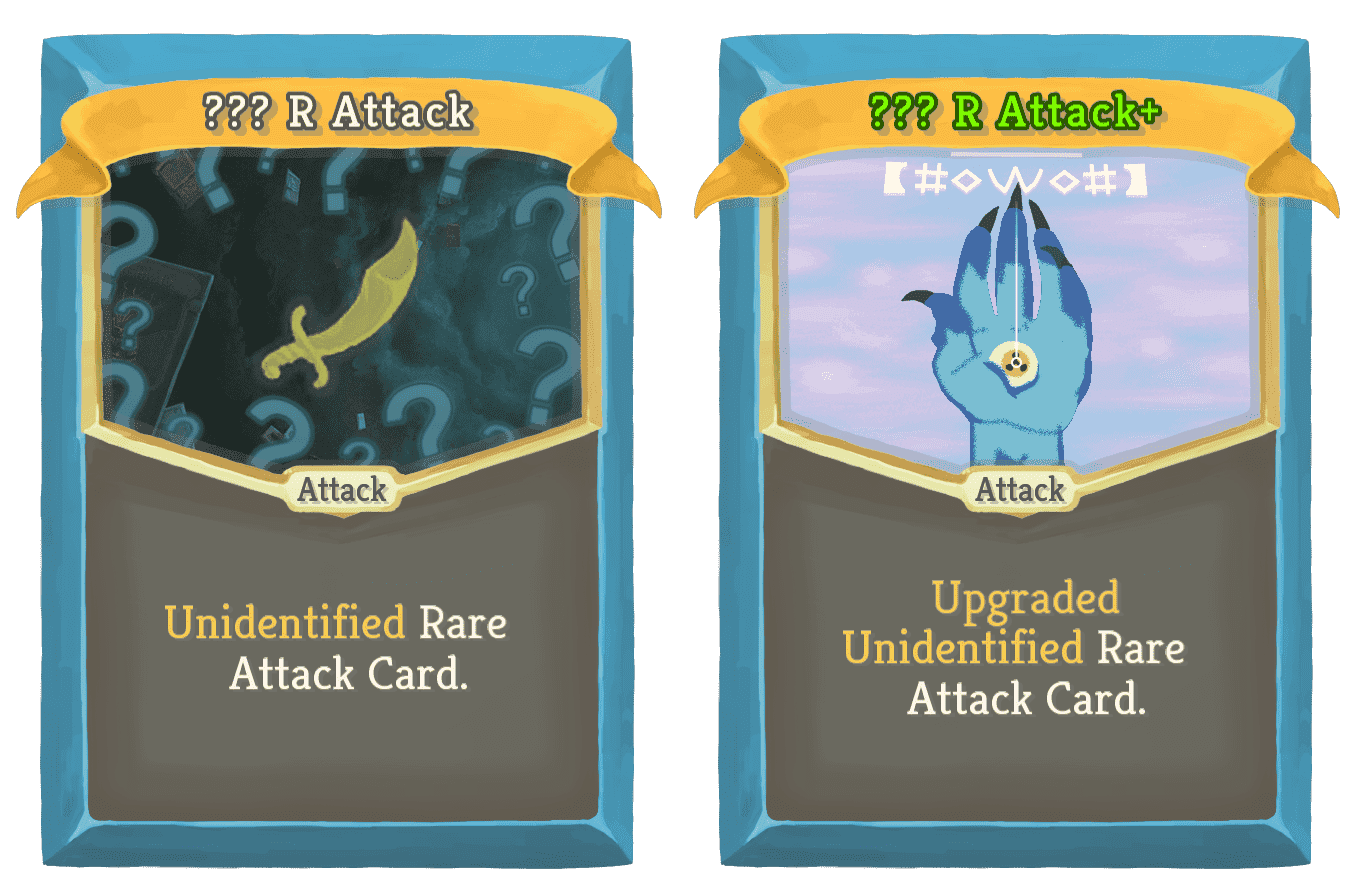 ??? R Attack
Attack
Unidentified Rare
Attack Card.
??? R Attack+
【#◇W◇#】
Attack
Upgraded
Unidentified Rare
Attack Card.